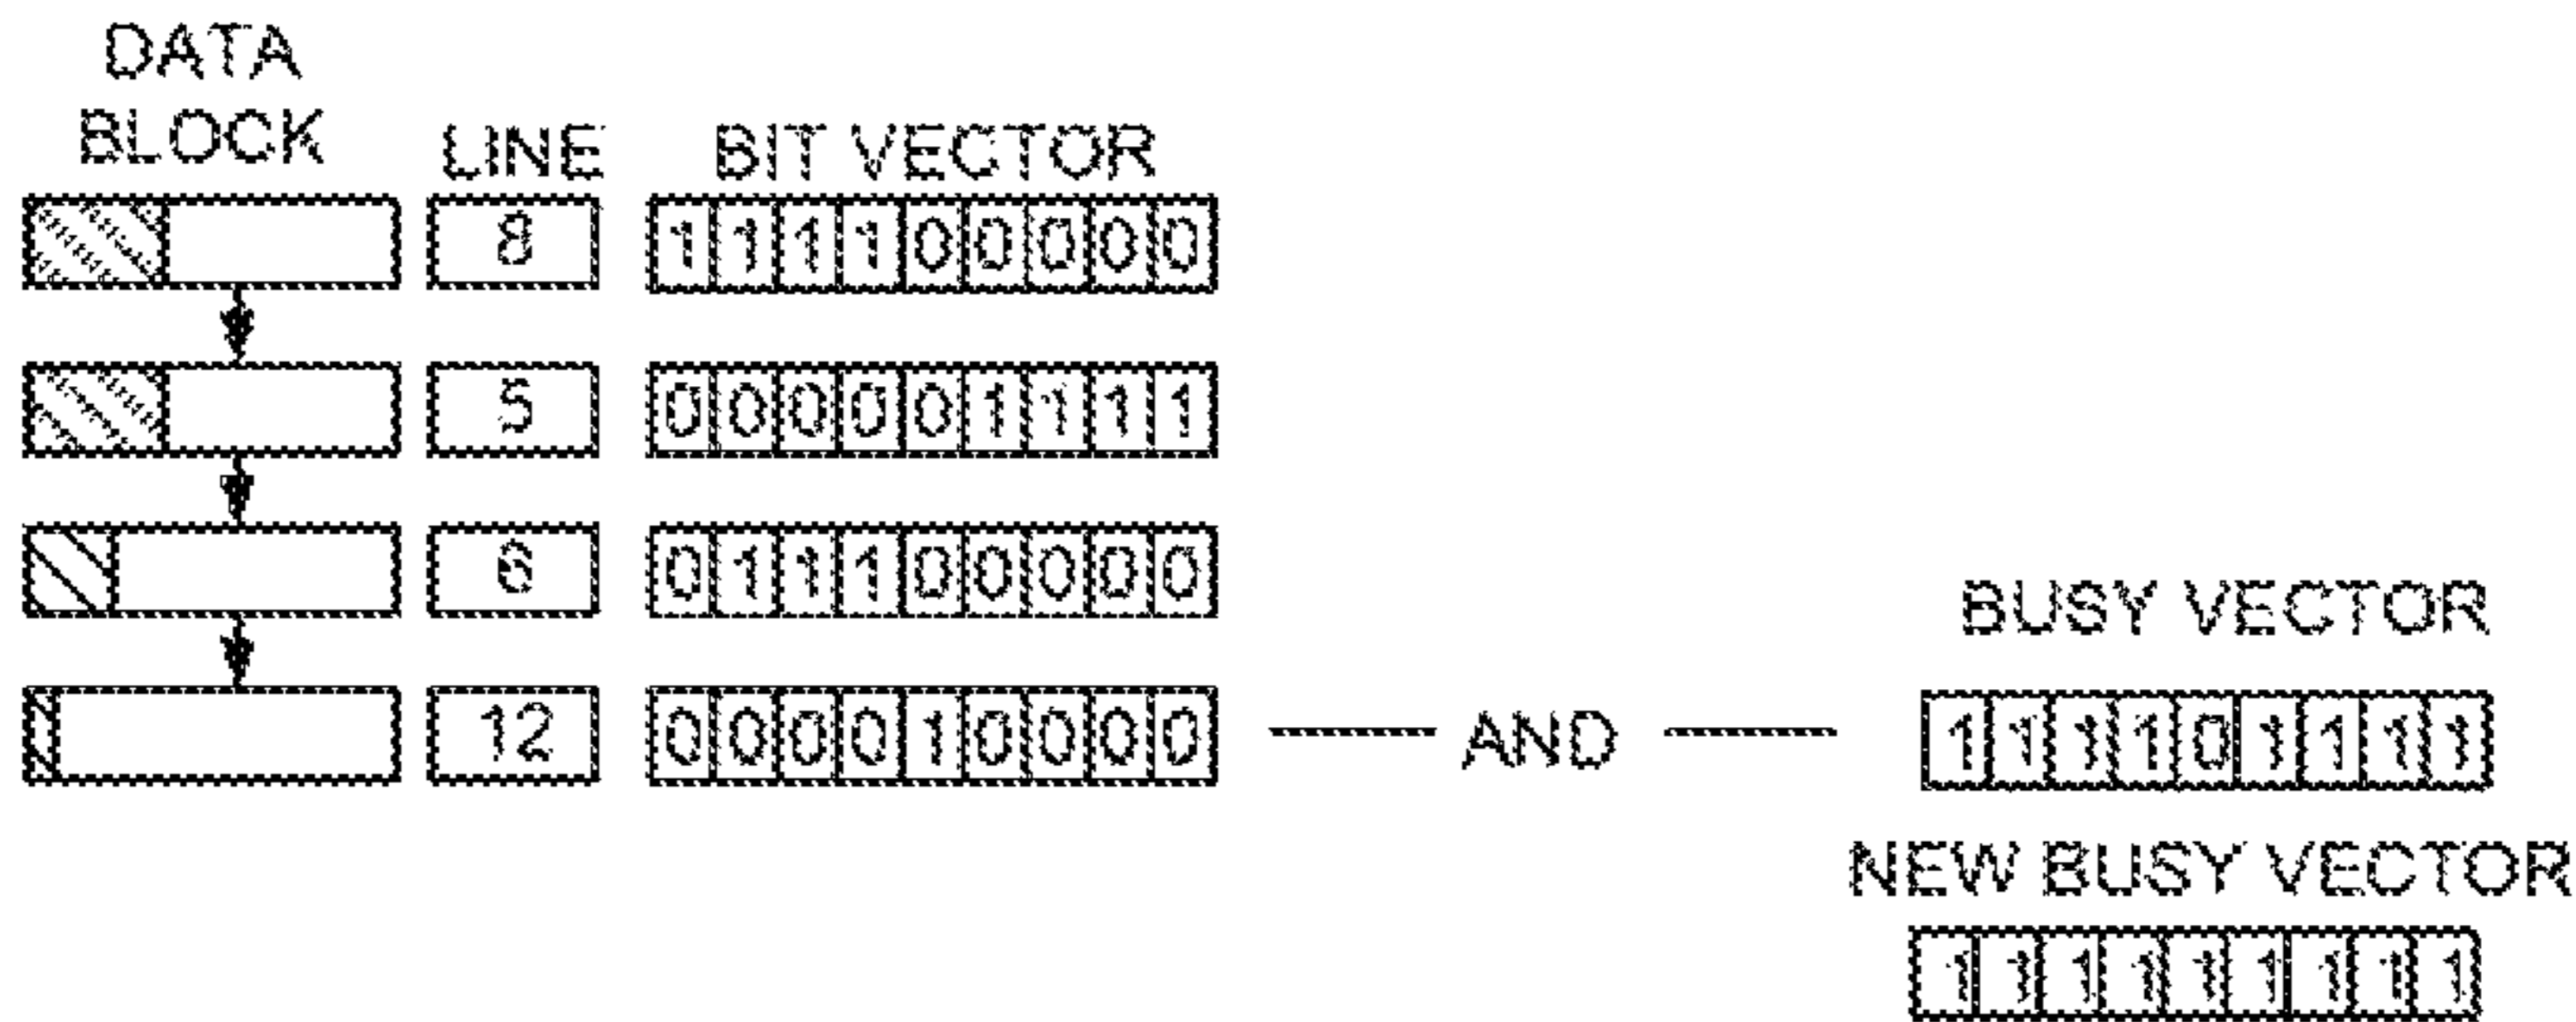 DATA
BLOCK LINE BIT VECTOR
8 1 1 1 1 0 0 0 0 0
5 0 0 0 0 0 1 1 1 1
6 0 1 1 1 0 0 0 0 0
BUSY VECTOR
12 0 0 0 0 1 0 0 0 0 AND 1 1 1 1 0 1 1 1 1
NEW BUSY VECTOR
1 1 1 1 1 1 1 1 1